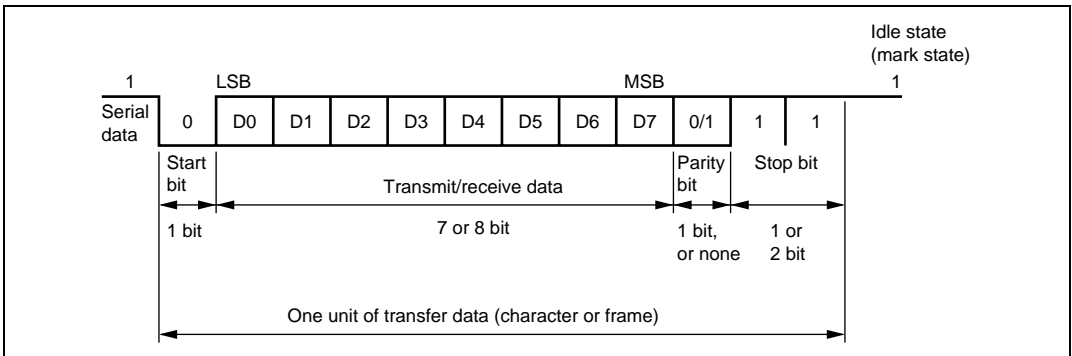 Idle state
(mark state)
1 LSB MSB 1
Serial
data
0 D0 D1 D2 D3 D4 D5 D6 D7 0/1 1 1
Start
bit
Transmit/receive data
Parity
bit
Stop bit
1 bit
7 or 8 bit
1 bit,
or none
1 or
2 bit
One unit of transfer data (character or frame)